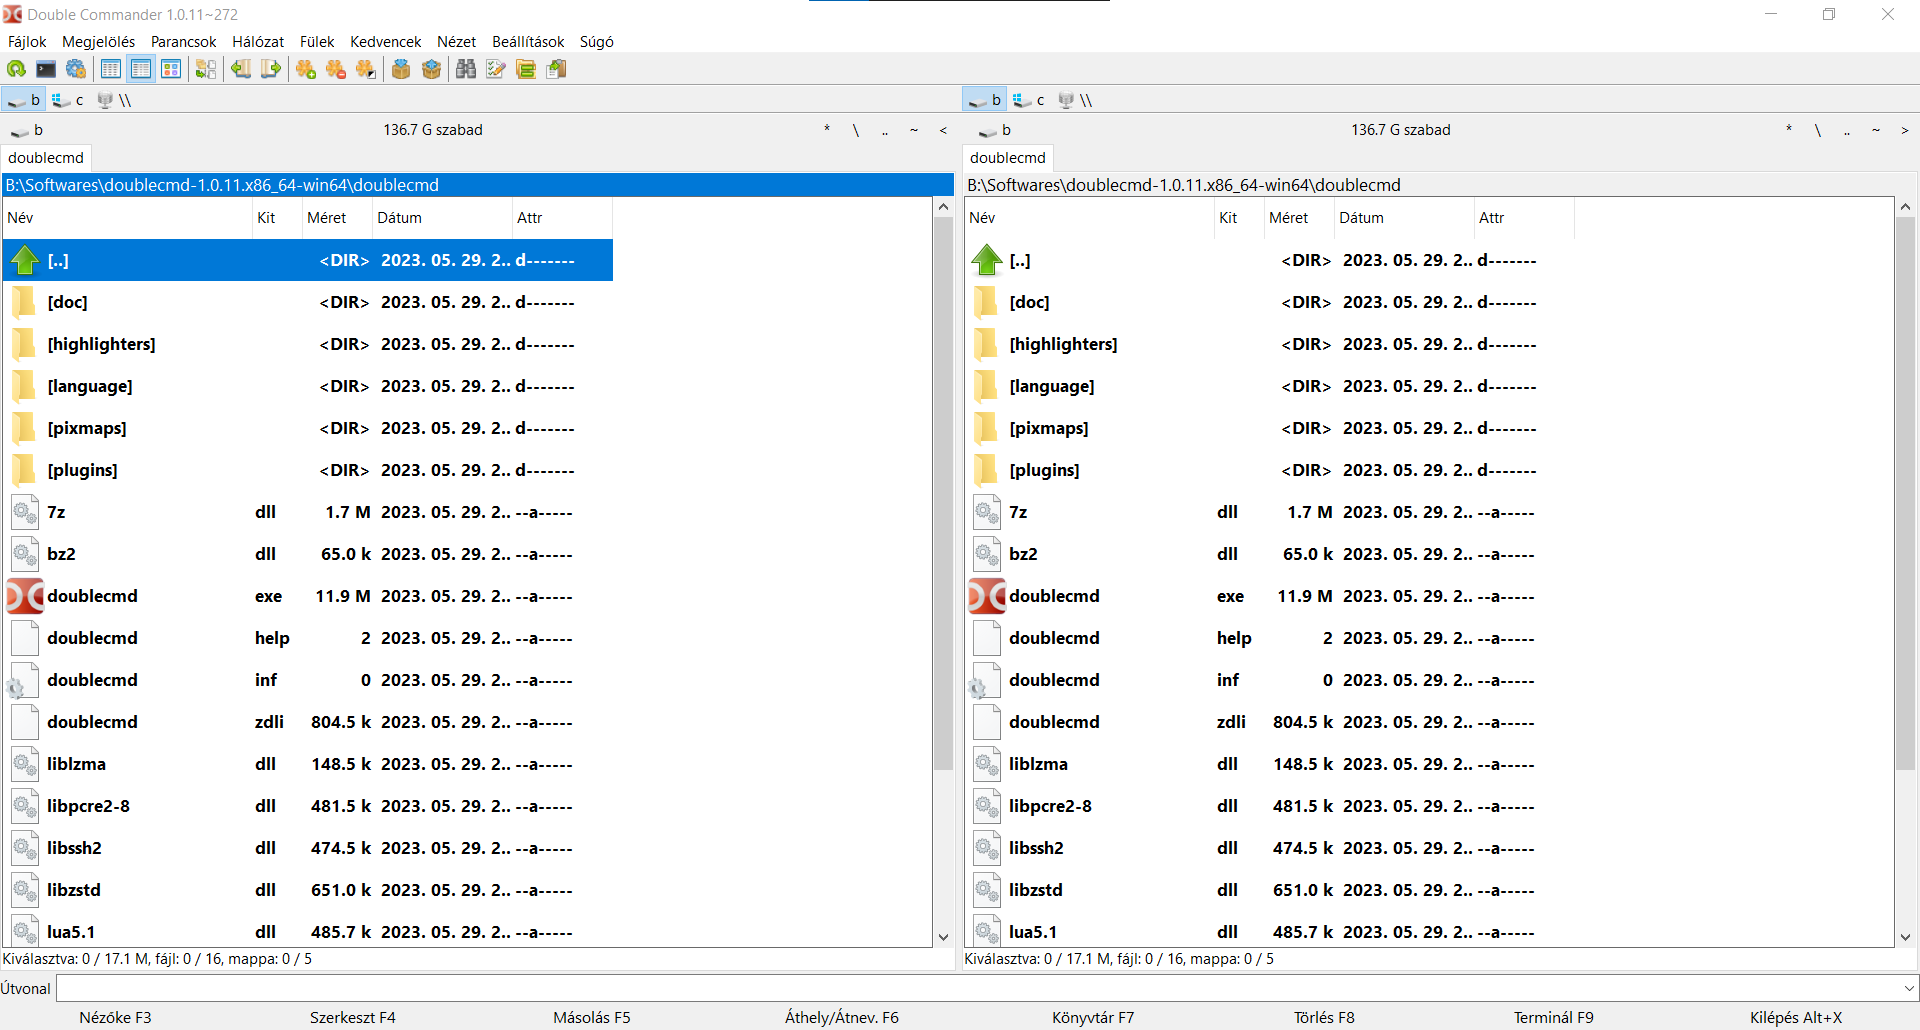 Double Commander 1.0.11~272
Fájlok Megjelölés Parancsok Hálózat Fülek Kedvencek Nézet Beállítások Súgó
b c \\
b c \\
b 136.7 G szabad * \ .. ~ <
b 136.7 G szabad * \ .. ~ >
doublecmd
doublecmd
B:\Softwares\doublecmd-1.0.11.x86_64-win64\doublecmd
B:\Softwares\doublecmd-1.0.11.x86_64-win64\doublecmd
Név Kit Méret Dátum Attr
[..] <DIR> 2023. 05. 29. 2.. d-------
[doc] <DIR> 2023. 05. 29. 2.. d-------
[highlighters] <DIR> 2023. 05. 29. 2.. d-------
[language] <DIR> 2023. 05. 29. 2.. d-------
[pixmaps] <DIR> 2023. 05. 29. 2.. d-------
[plugins] <DIR> 2023. 05. 29. 2.. d-------
7z dll 1.7 M 2023. 05. 29. 2.. --a-----
bz2 dll 65.0 k 2023. 05. 29. 2.. --a-----
doublecmd exe 11.9 M 2023. 05. 29. 2.. --a-----
doublecmd help 2 2023. 05. 29. 2.. --a-----
doublecmd inf 0 2023. 05. 29. 2.. --a-----
doublecmd zdli 804.5 k 2023. 05. 29. 2.. --a-----
liblzma dll 148.5 k 2023. 05. 29. 2.. --a-----
libpcre2-8 dll 481.5 k 2023. 05. 29. 2.. --a-----
libssh2 dll 474.5 k 2023. 05. 29. 2.. --a-----
libzstd dll 651.0 k 2023. 05. 29. 2.. --a-----
lua5.1 dll 485.7 k 2023. 05. 29. 2.. --a-----
Kiválasztva: 0 / 17.1 M, fájl: 0 / 16, mappa: 0 / 5
Név Kit Méret Dátum Attr
[..] <DIR> 2023. 05. 29. 2.. d-------
[doc] <DIR> 2023. 05. 29. 2.. d-------
[highlighters] <DIR> 2023. 05. 29. 2.. d-------
[language] <DIR> 2023. 05. 29. 2.. d-------
[pixmaps] <DIR> 2023. 05. 29. 2.. d-------
[plugins] <DIR> 2023. 05. 29. 2.. d-------
7z dll 1.7 M 2023. 05. 29. 2.. --a-----
bz2 dll 65.0 k 2023. 05. 29. 2.. --a-----
doublecmd exe 11.9 M 2023. 05. 29. 2.. --a-----
doublecmd help 2 2023. 05. 29. 2.. --a-----
doublecmd inf 0 2023. 05. 29. 2.. --a-----
doublecmd zdli 804.5 k 2023. 05. 29. 2.. --a-----
liblzma dll 148.5 k 2023. 05. 29. 2.. --a-----
libpcre2-8 dll 481.5 k 2023. 05. 29. 2.. --a-----
libssh2 dll 474.5 k 2023. 05. 29. 2.. --a-----
libzstd dll 651.0 k 2023. 05. 29. 2.. --a-----
lua5.1 dll 485.7 k 2023. 05. 29. 2.. --a-----
Kiválasztva: 0 / 17.1 M, fájl: 0 / 16, mappa: 0 / 5
Útvonal
Nézőke F3 Szerkeszt F4 Másolás F5 Áthely/Átnev. F6 Könyvtár F7 Törlés F8 Terminál F9 Kilépés Alt+X